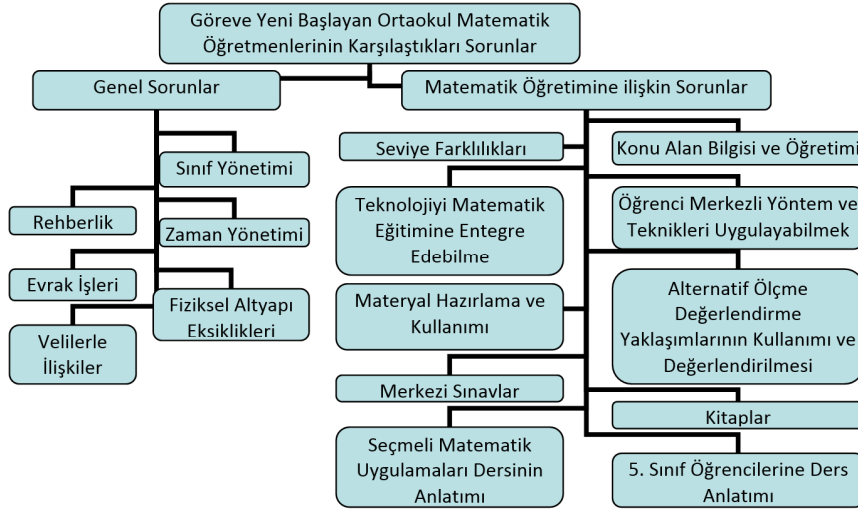 Göreve Yeni Başlayan Ortaokul Matematik
Öğretmenlerinin Karşılaştıkları Sorunlar
Genel Sorunlar
Sınıf Yönetimi
Rehberlik
Zaman Yönetimi
Evrak İşleri
Fiziksel Altyapı
Eksiklikleri
Velilerle
İlişkiler
Matematik Öğretimine ilişkin Sorunlar
Seviye Farklılıkları
Konu Alan Bilgisi ve Öğretimi
Teknolojiyi Matematik
Eğitimine Entegre
Edebilme
Öğrenci Merkezli Yöntem ve
Teknikleri Uygulayabilmek
Materyal Hazırlama ve
Kullanımı
Alternatif Ölçme
Değerlendirme
Yaklaşımlarının Kullanımı ve
Değerlendirilmesi
Merkezi Sınavlar
Kitaplar
Seçmeli Matematik
Uygulamaları Dersinin
Anlatımı
5. Sınıf Öğrencilerine Ders
Anlatımı